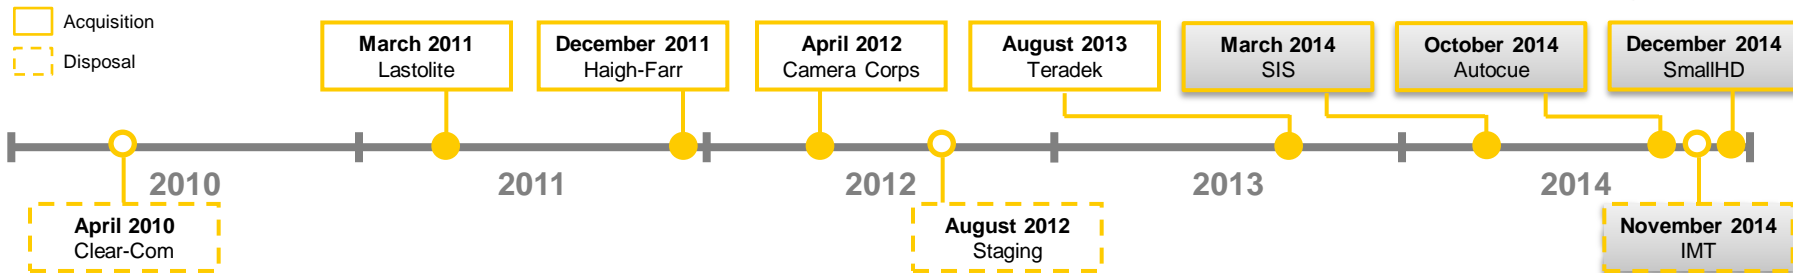 Acquisition
Disposal
March 2011
Lastolite
December 2011
Haigh-Farr
April 2012
Camera Corps
August 2013
Teradek
March 2014
SIS
October 2014
Autocue
December 2014
SmallHD
2010
2011
2012
2013
2014
April 2010
Clear-Com
August 2012
Staging
November 2014
IMT